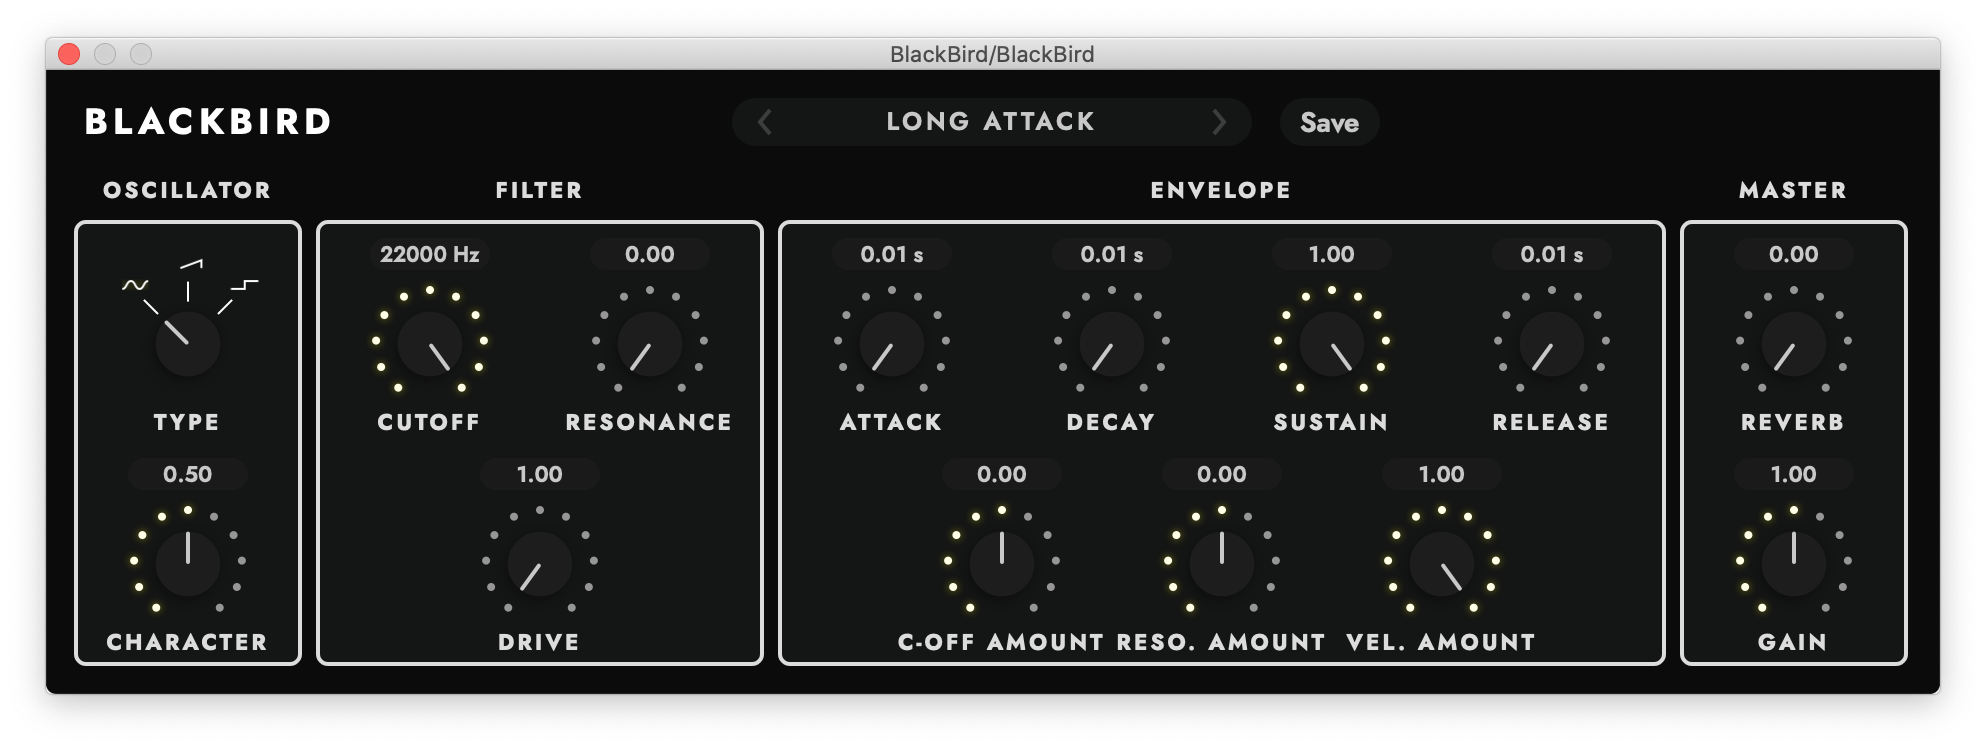 BlackBird/BlackBird
BLACKBIRD
LONG ATTACK
Save
OSCILLATOR
FILTER
ENVELOPE
MASTER
22000 Hz
0.00
0.01 s
0.01 s
1.00
0.01 s
0.00
TYPE
CUTOFF
RESONANCE
ATTACK
DECAY
SUSTAIN
RELEASE
REVERB
0.50
1.00
0.00
0.00
1.00
1.00
CHARACTER
DRIVE
C-OFF AMOUNT
RESO. AMOUNT
VEL. AMOUNT
GAIN